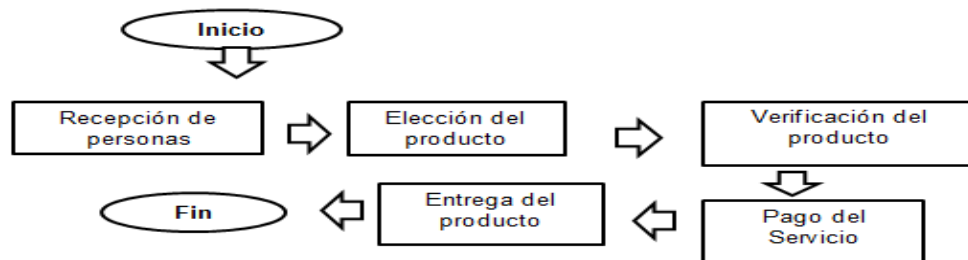 Inicio
Recepción de
personas
Elección del
producto
Verificación del
producto
Pago del
Servicio
Entrega del
producto
Fin